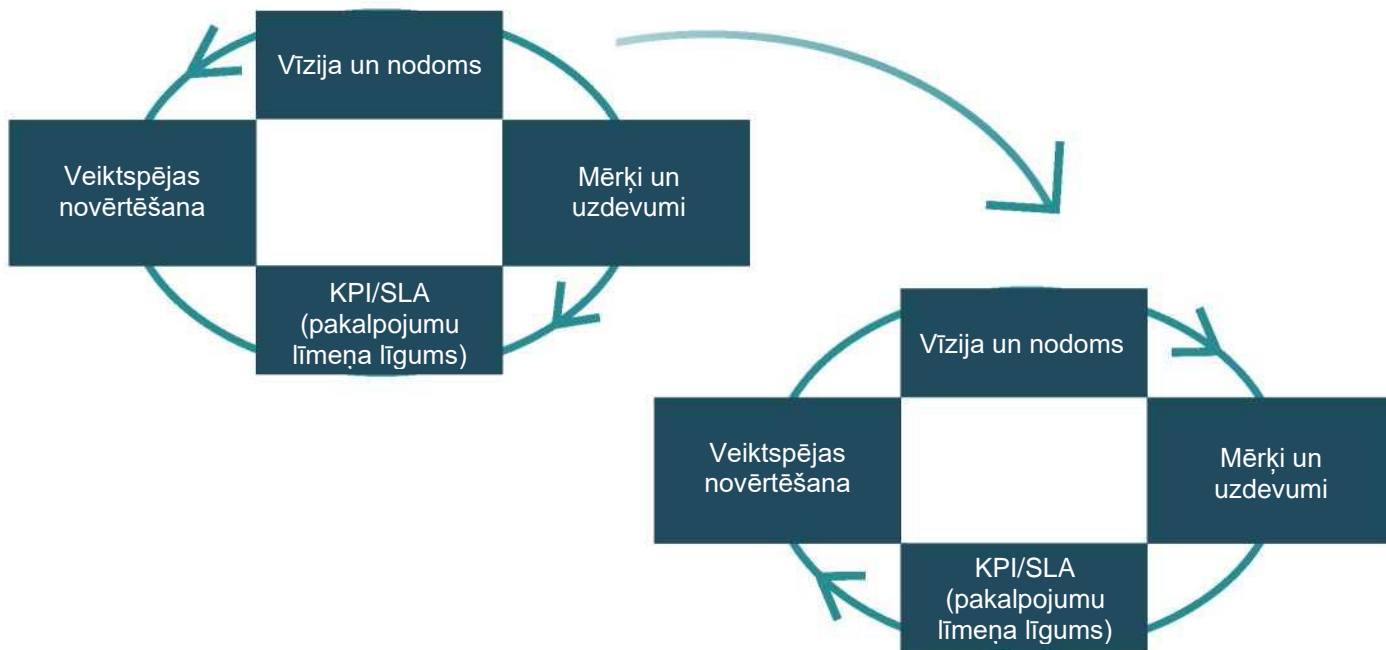 Vīzija un nodoms
Veiktspējas
novērtēšana
Mērķi un
uzdevumi
KPI/SLA
(pakalpojumu
līmeņa līgums)
Vīzija un nodoms
Veiktspējas
novērtēšana
Mērķi un
uzdevumi
KPI/SLA
(pakalpojumu
līmeņa līgums)